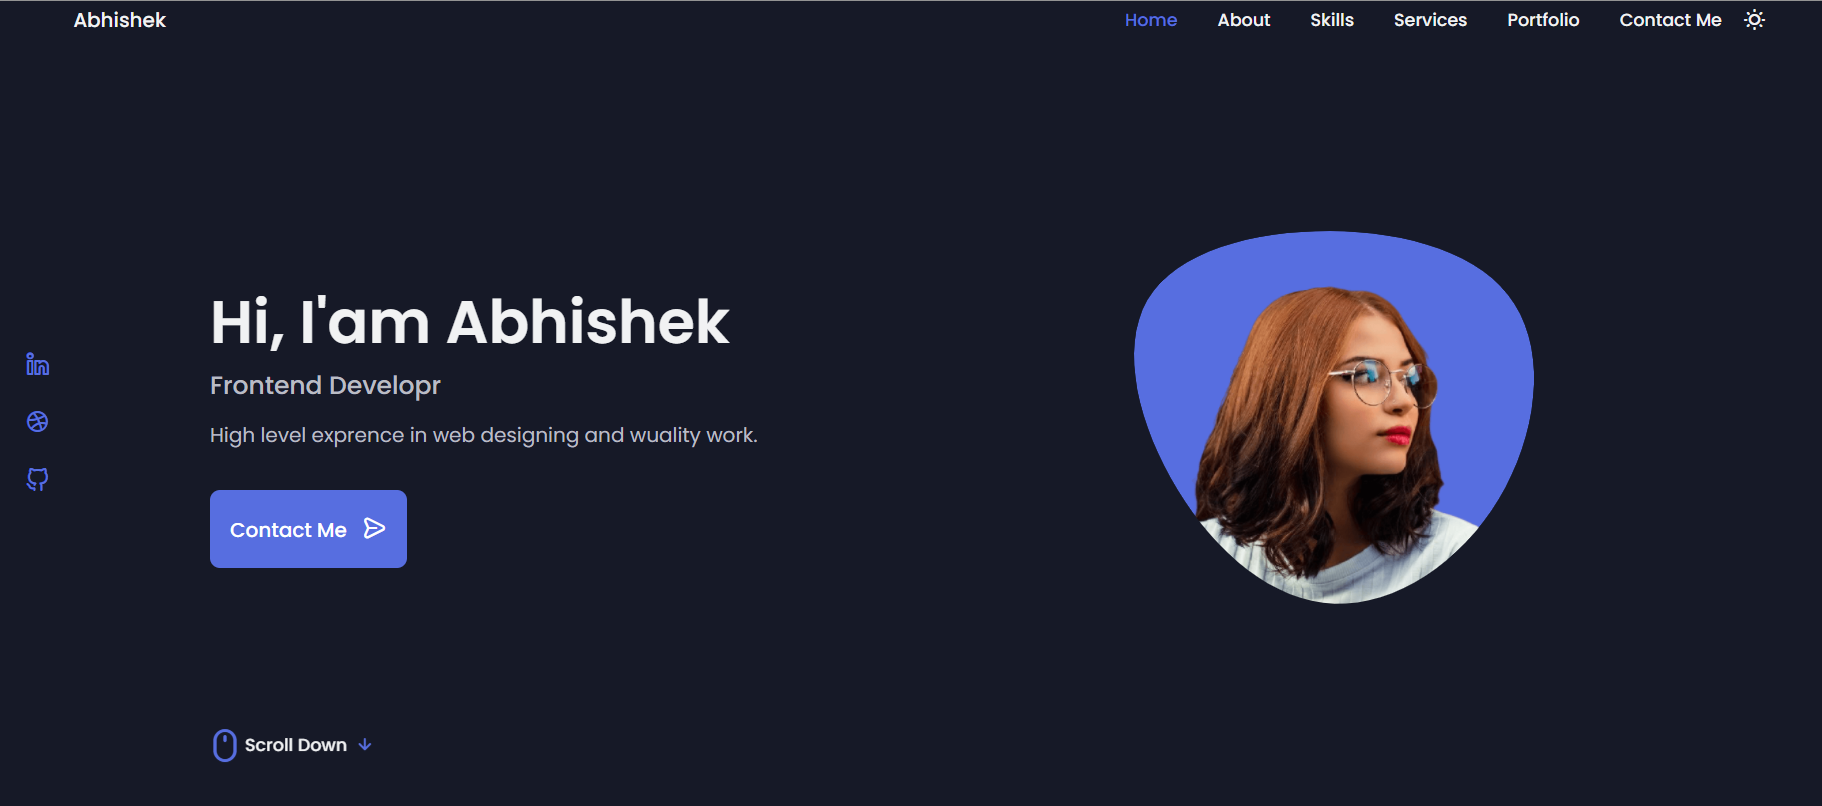 Abhishek
Home About Skills Services Portfolio Contact Me
Hi, I'am Abhishek
Frontend Developr
High level exprence in web designing and wuality work.
Contact Me
Scroll Down